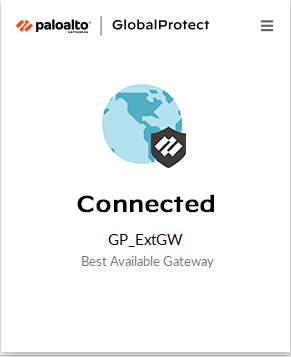 paloalto NETWORKS | GlobalProtect
Connected
GP_ExtGW
Best Available Gateway